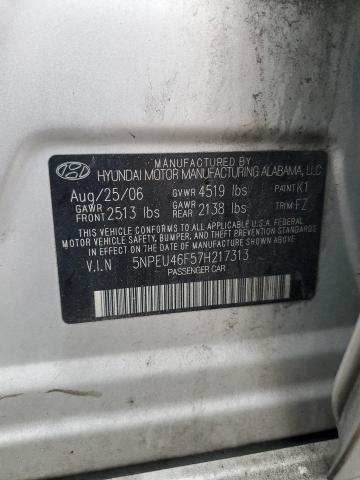 MANUFACTURED BY
HYUNDAI MOTOR MANUFACTURING ALABAMA, LLC
Aug/25/06 GVWR 4519 lbs PAINT K1
GAWR FRONT 2513 lbs GAWR REAR 2138 lbs TRIM FZ
THIS VEHICLE CONFORMS TO ALL APPLICABLE U.S.A FEDERAL
MOTOR VEHICLE SAFETY, BUMPER, AND THEFT PREVENTION STANDARDS
IN EFFECT ON THE DATE OF MANUFACTURE SHOWN ABOVE.
V.I.N 5NPEU46F57H217313
PASSENGER CAR